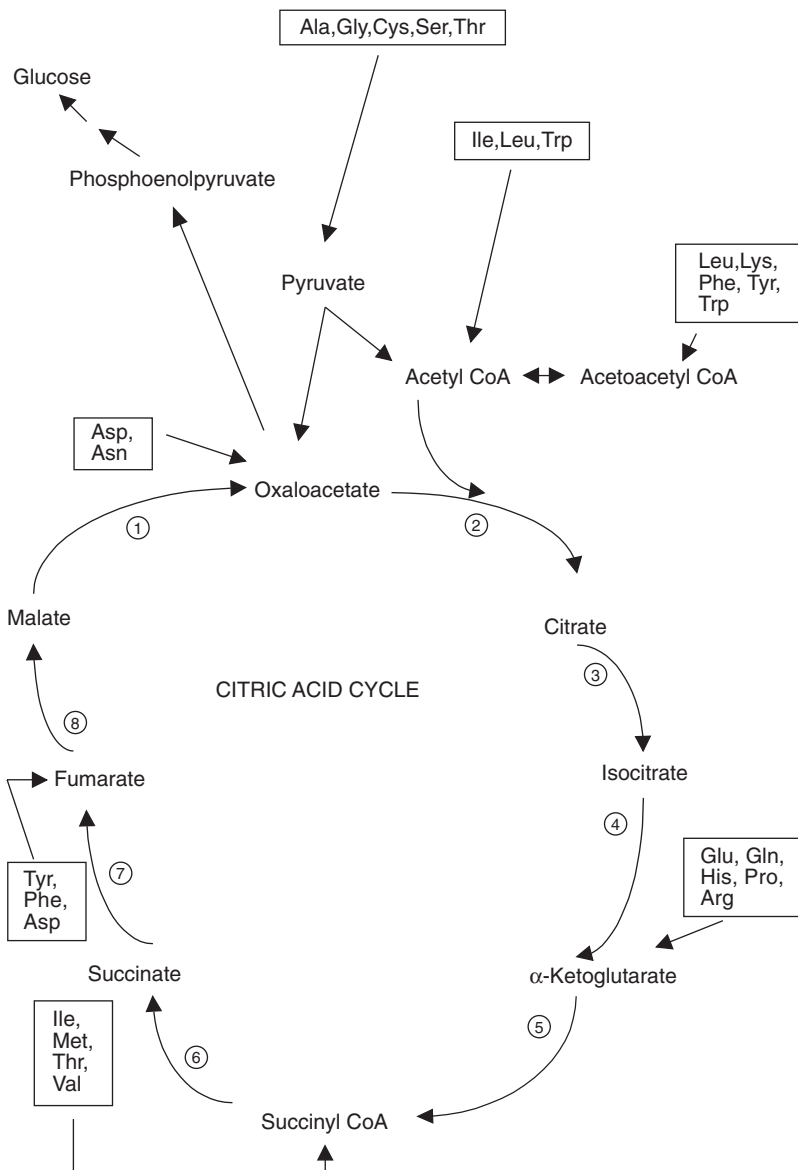 Ala,Gly,Cys,Ser,Thr
Glucose
Ile,Leu,Trp
Phosphoenolpyruvate
Leu,Lys,
Phe, Tyr,
Trp
Pyruvate
Acetyl CoA
Acetoacetyl CoA
Asp,
Asn
Oxaloacetate
1
2
Malate
Citrate
3
CITRIC ACID CYCLE
8
Isocitrate
Fumarate
4
Glu, Gln,
His, Pro,
Arg
Tyr,
Phe,
Asp
7
Succinate
α-Ketoglutarate
5
Ile,
Met,
Thr,
Val
6
Succinyl CoA